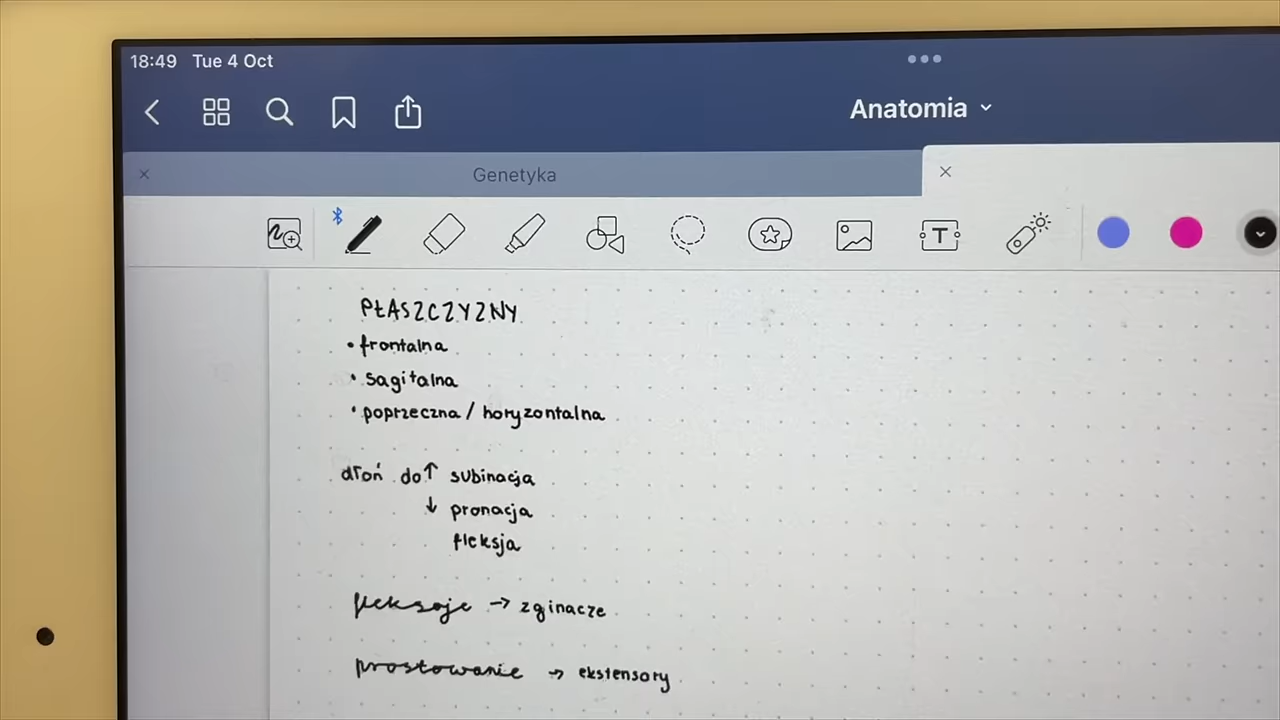 18:49 Tue 4 Oct
Anatomia
Genetyka
T
PŁASZCZYZNY
• frontalna
• sagitalna
• poprzeczna / horyzontalna
dłoń do ↑ subinacja
↓ pronacja
fleksja
fleksoje → zginacze
prostowanie → ekstensory